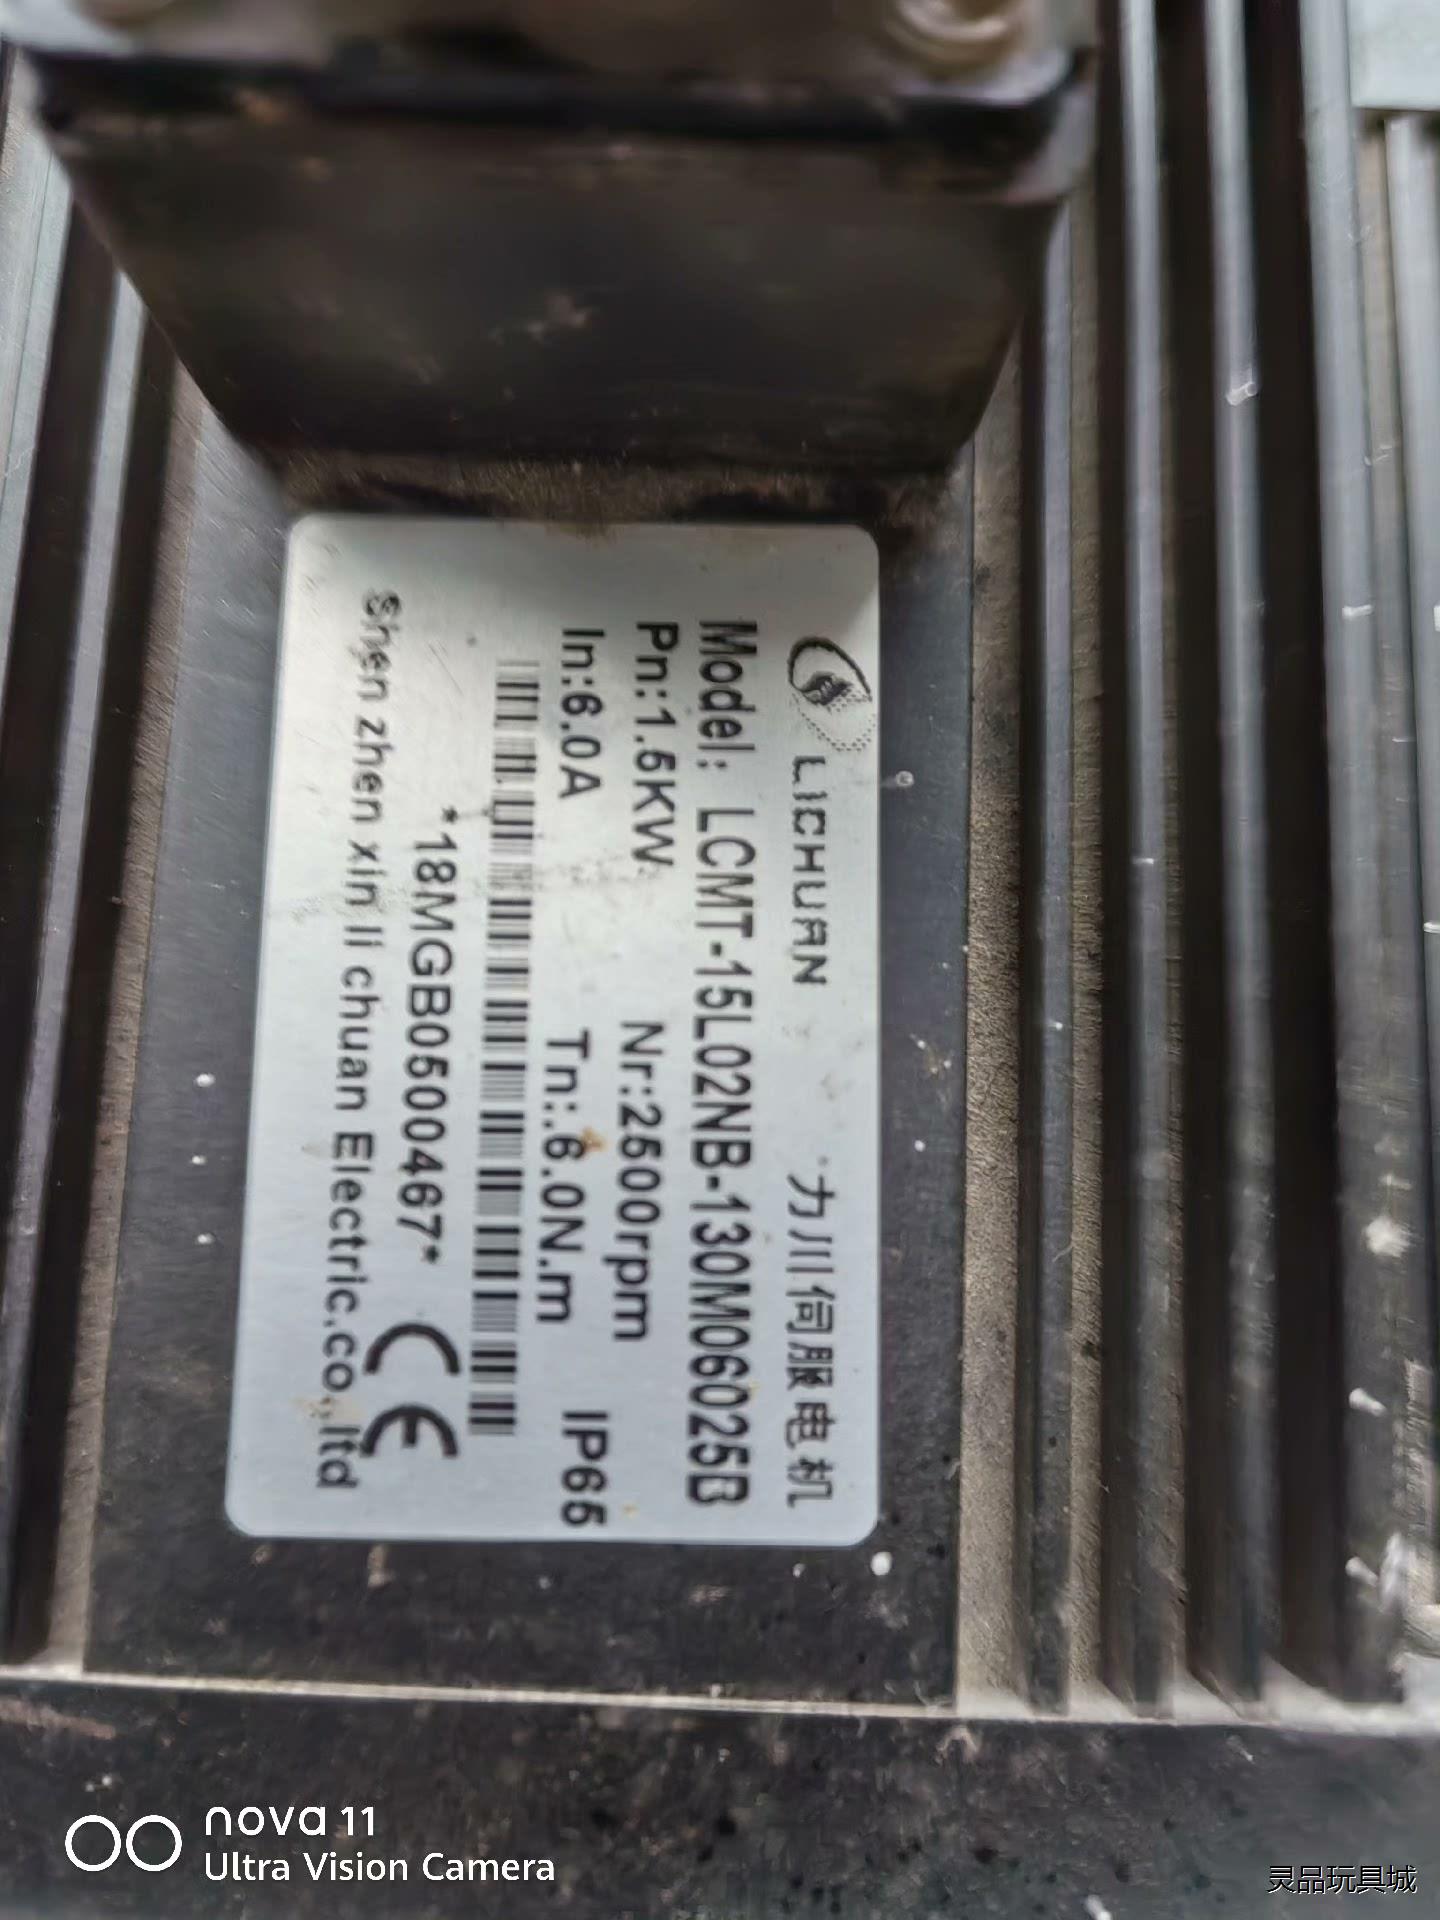 LICHUAN 力川伺服电机
Model: LCMT-15L02NB-130M06025B
Pn:1.5KW Nr:2500rpm
In:6.0A Tn:.6.0N.m IP65
*18MGB0500467*
CE
Shen zhen xin li chuan Electric.co.,ltd
nova 11
Ultra Vision Camera
灵品玩具城